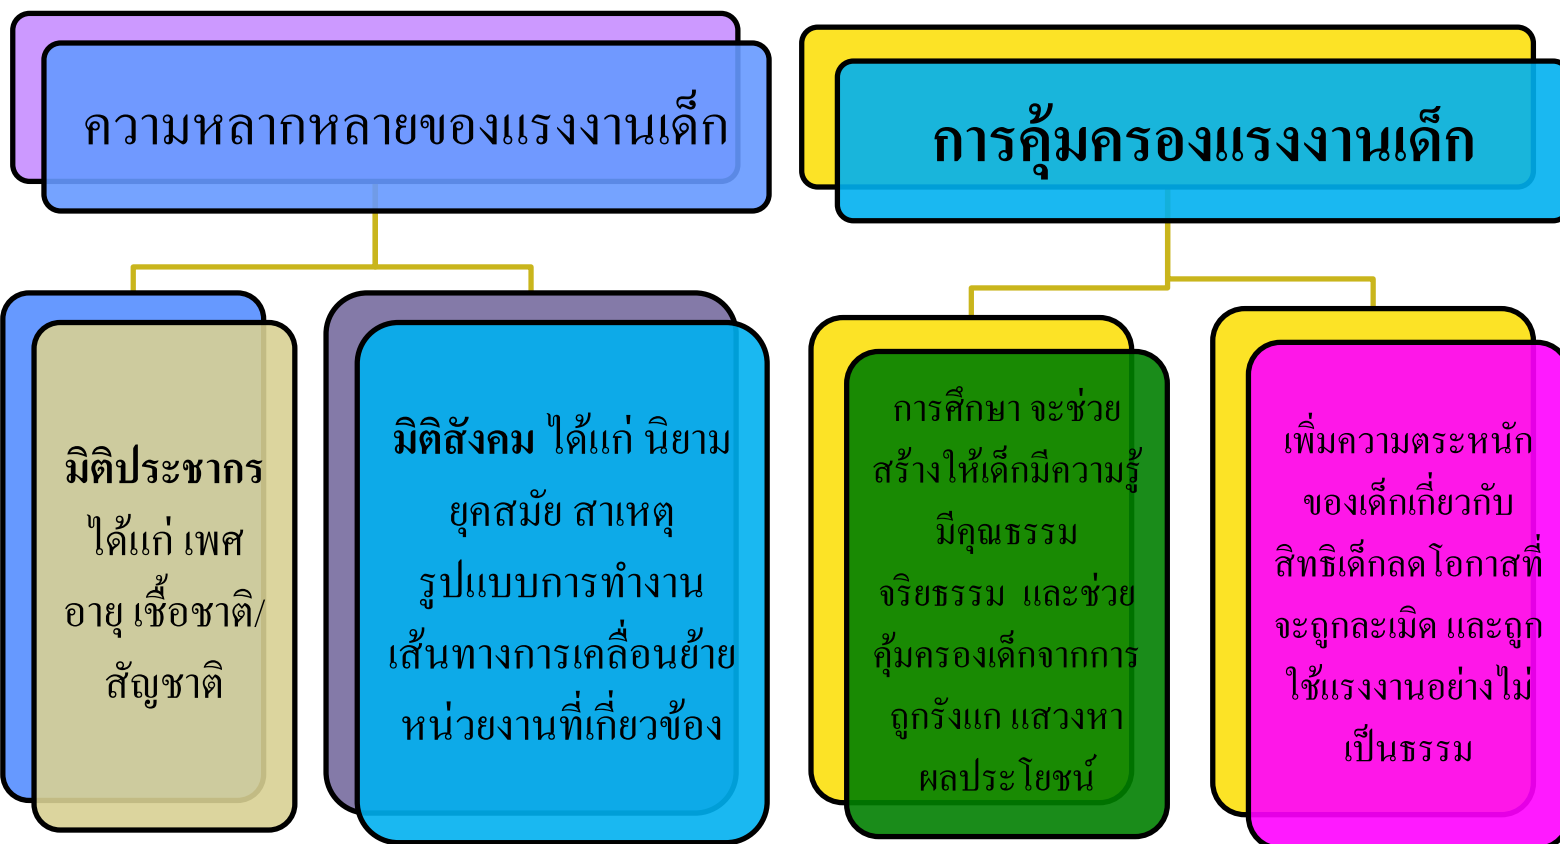 ความหลากหลายของแรงงานเด็ก
มิติประชากร
ได้แก่ เพศ
อายุ เชื้อชาติ/
สัญชาติ
มิติสังคม ได้แก่ นิยาม
ยุคสมัย สาเหตุ
รูปแบบการทำงาน
เส้นทางการเคลื่อนย้าย
หน่วยงานที่เกี่ยวข้อง
การคุ้มครองแรงงานเด็ก
การศึกษา จะช่วย
สร้างให้เด็กมีความรู้
มีคุณธรรม
จริยธรรม และช่วย
คุ้มครองเด็กจากการ
ถูกรังแก แสวงหา
ผลประโยชน์
เพิ่มความตระหนัก
ของเด็กเกี่ยวกับ
สิทธิเด็กลดโอกาสที่
จะถูกละเมิด และถูก
ใช้แรงงานอย่างไม่
เป็นธรรม